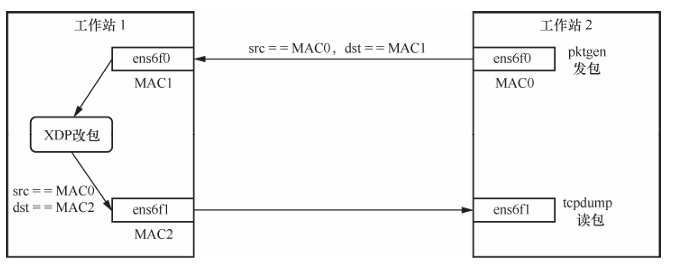 工作站 1
工作站 2
src == MAC0, dst == MAC1
ens6f0
MAC1
ens6f0
MAC0
pktgen
发包
XDP改包
src == MAC0
dst == MAC2
ens6f1
MAC2
ens6f1
tcpdump
读包